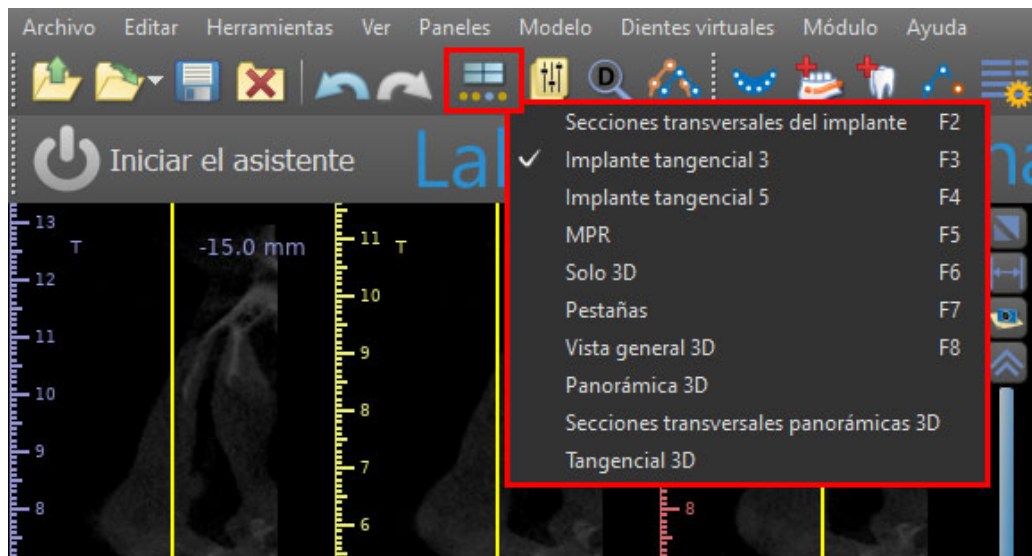 Archivo Editar Herramientas Ver Paneles Modelo Dientes virtuales Módulo Ayuda
D
Iniciar el asistente
Secciones transversales del implante F2
Implante tangencial 3 F3
Implante tangencial 5 F4
MPR F5
Solo 3D F6
Pestañas F7
Vista general 3D F8
Panorámica 3D
Secciones transversales panorámicas 3D
Tangencial 3D
13
T
-15.0 mm
12
11
10
9
8
11
T
10
9
8
7
6
8